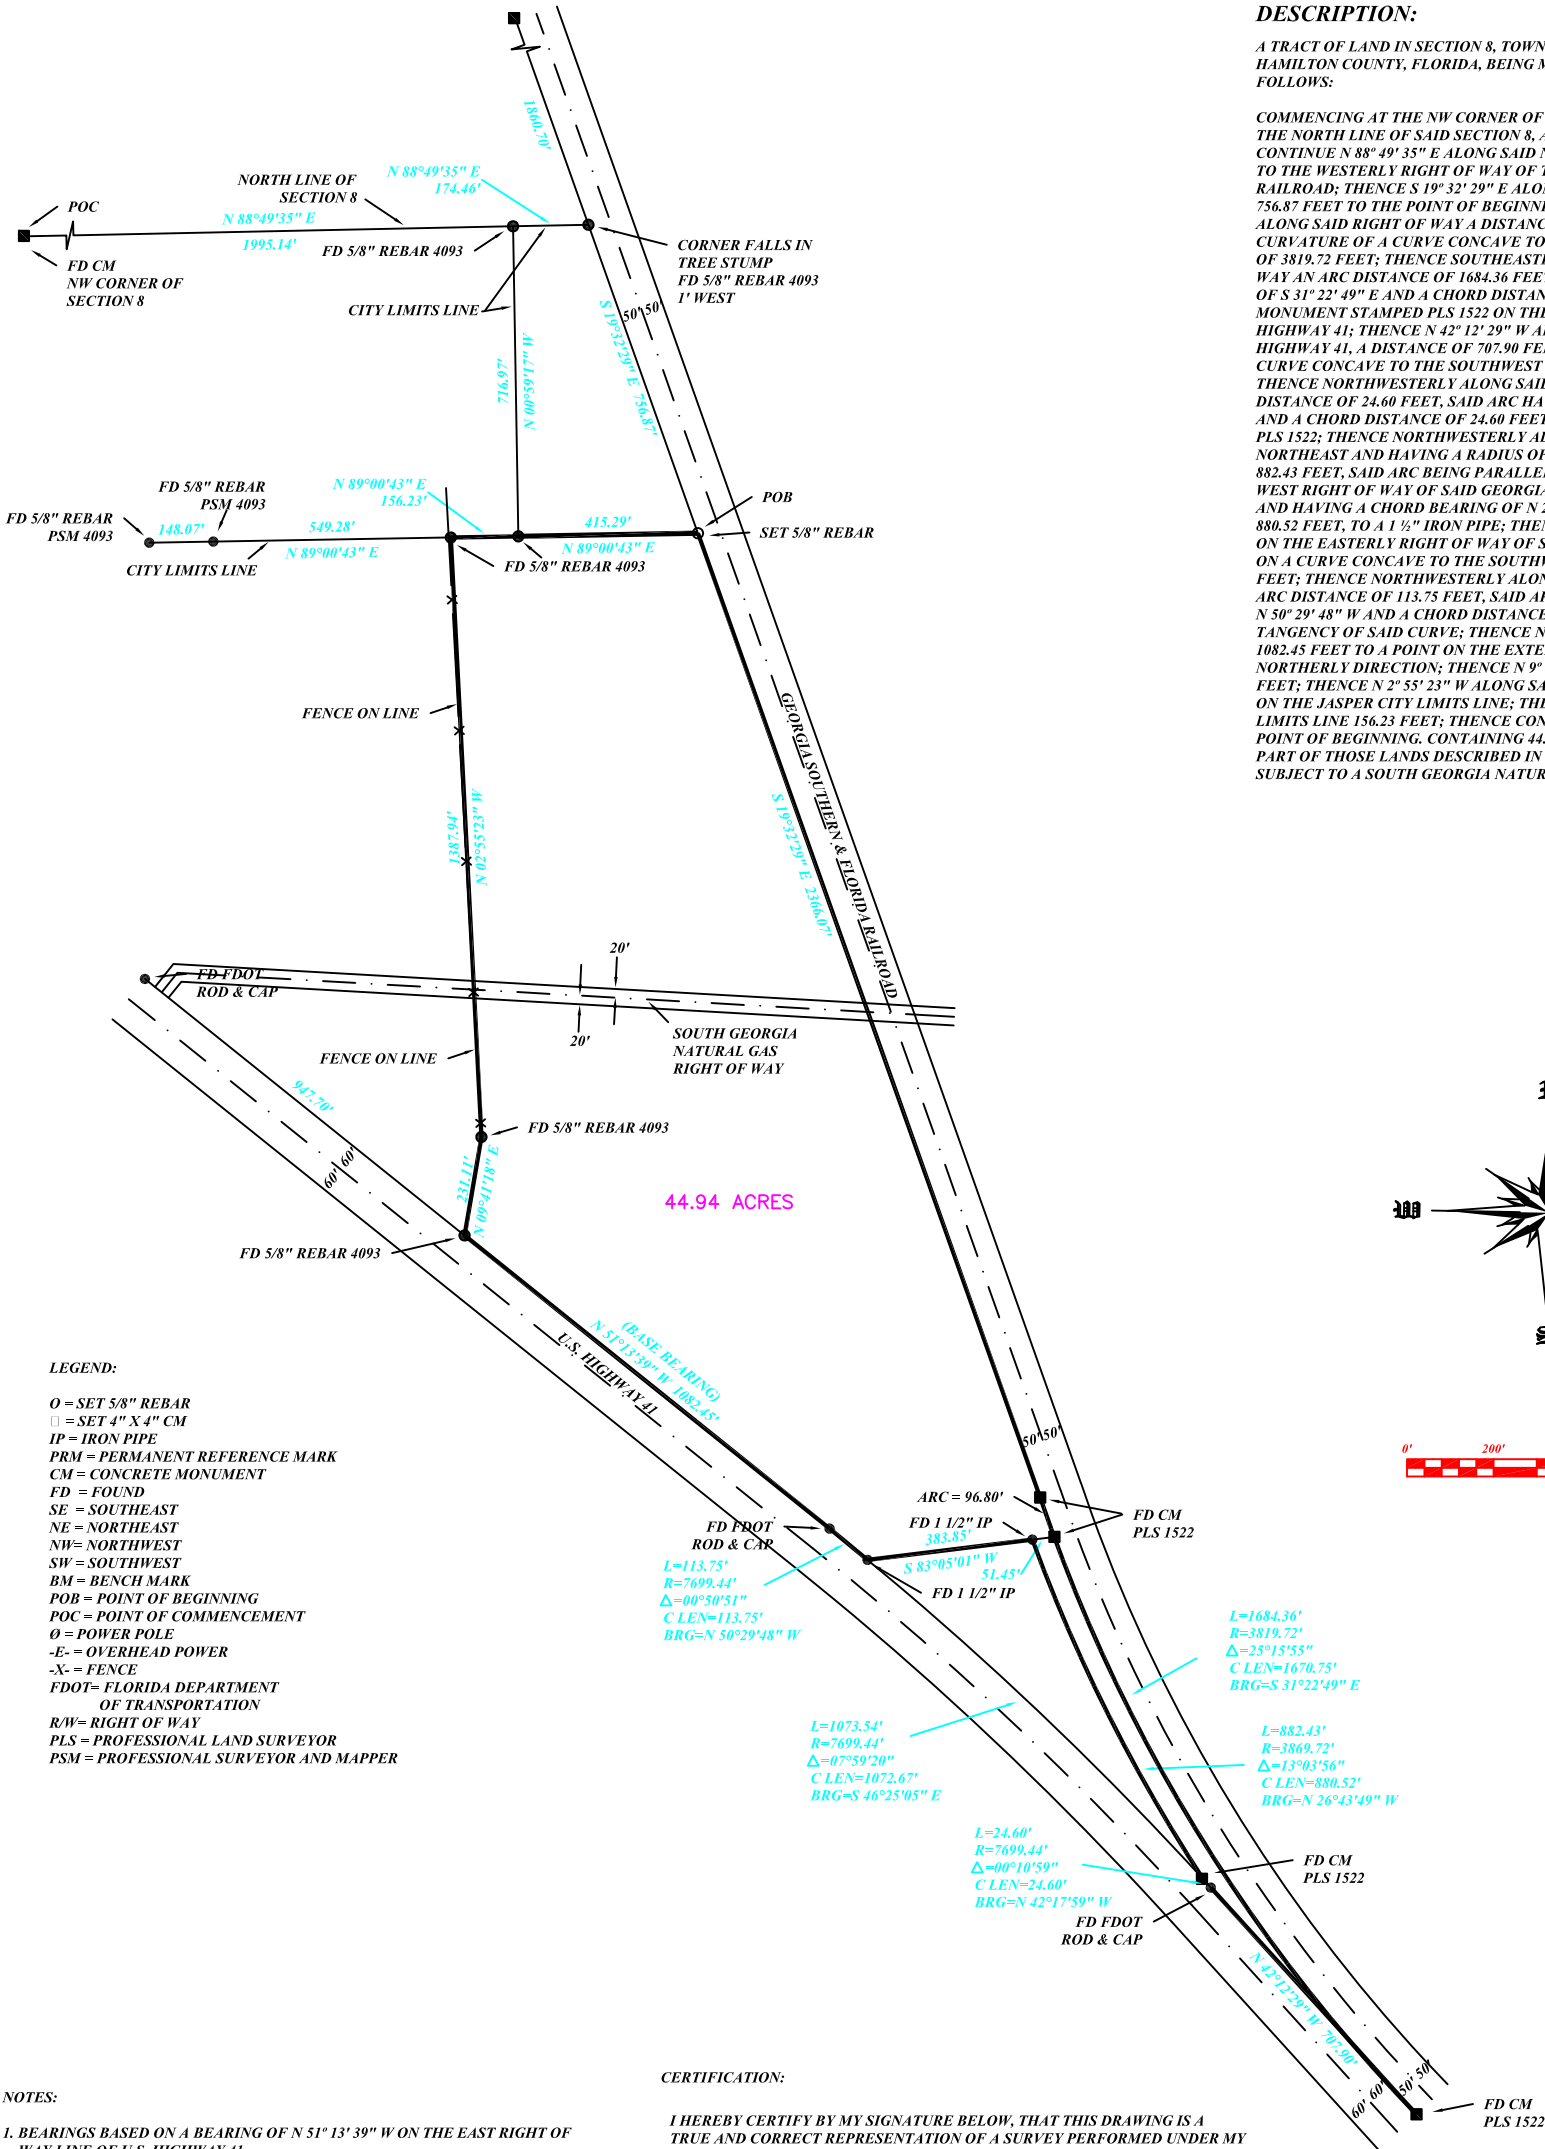 DESCRIPTION:
A TRACT OF LAND IN SECTION 8, TOWN
HAMILTON COUNTY, FLORIDA, BEING M
FOLLOWS:
COMMENCING AT THE NW CORNER OF
THE NORTH LINE OF SAID SECTION 8, A
CONTINUE N 88° 49' 35" E ALONG SAID N
TO THE WESTERLY RIGHT OF WAY OF T
RAILROAD; THENCE S 19° 32' 29" E ALON
756.87 FEET TO THE POINT OF BEGINNI
ALONG SAID RIGHT OF WAY A DISTANC
CURVATURE OF A CURVE CONCAVE TO
OF 3819.72 FEET; THENCE SOUTHEASTE
WAY AN ARC DISTANCE OF 1684.36 FEET
OF S 31° 22' 49" E AND A CHORD DISTAN
MONUMENT STAMPED PLS 1522 ON THE
HIGHWAY 41; THENCE N 42° 12' 29" W AL
HIGHWAY 41, A DISTANCE OF 707.90 FEE
CURVE CONCAVE TO THE SOUTHWEST
THENCE NORTHWESTERLY ALONG SAID
DISTANCE OF 24.60 FEET, SAID ARC HA
AND A CHORD DISTANCE OF 24.60 FEET
PLS 1522; THENCE NORTHWESTERLY AL
NORTHEAST AND HAVING A RADIUS OF
882.43 FEET, SAID ARC BEING PARALLEL
WEST RIGHT OF WAY OF SAID GEORGIA
AND HAVING A CHORD BEARING OF N 2
880.52 FEET, TO A 1 ½" IRON PIPE; THEN
ON THE EASTERLY RIGHT OF WAY OF S
ON A CURVE CONCAVE TO THE SOUTHW
FEET; THENCE NORTHWESTERLY ALON
ARC DISTANCE OF 113.75 FEET, SAID AR
N 50° 29' 48" W AND A CHORD DISTANCE
TANGENCY OF SAID CURVE; THENCE N
1082.45 FEET TO A POINT ON THE EXTE
NORTHERLY DIRECTION; THENCE N 9°
FEET; THENCE N 2° 55' 23" W ALONG SA
ON THE JASPER CITY LIMITS LINE; THE
LIMITS LINE 156.23 FEET; THENCE CON
POINT OF BEGINNING. CONTAINING 44.
PART OF THOSE LANDS DESCRIBED IN
SUBJECT TO A SOUTH GEORGIA NATUR
1860.70'
POC
NORTH LINE OF
SECTION 8
N 88°49'35" E
174.46'
N 88°49'35" E
1995.14'
FD 5/8" REBAR 4093
FD CM
NW CORNER OF
SECTION 8
CORNER FALLS IN
TREE STUMP
FD 5/8" REBAR 4093
1' WEST
CITY LIMITS LINE
50' 50'
S 19°32'29" E 756.87'
716.97'
N 00°59'17" W
FD 5/8" REBAR
PSM 4093
FD 5/8" REBAR
PSM 4093
148.07'
549.28'
N 89°00'43" E
N 89°00'43" E
156.23'
415.29'
N 89°00'43" E
POB
SET 5/8" REBAR
CITY LIMITS LINE
FD 5/8" REBAR 4093
FENCE ON LINE
1387.94'
N 02°55'23" W
GEORGIA SOUTHERN & FLORIDA RAILROAD
S 19°32'29" E 2366.07'
FD FDOT
ROD & CAP
20'
20'
SOUTH GEORGIA
NATURAL GAS
RIGHT OF WAY
FENCE ON LINE
947.70'
60' 60'
FD 5/8" REBAR 4093
231.11'
N 09°41'18" E
44.94 ACRES
FD 5/8" REBAR 4093
(BASE BEARING)
N 51°13'39" W 1082.45'
U.S. HIGHWAY 41
0'
200'
LEGEND:
O = SET 5/8" REBAR
□ = SET 4" X 4" CM
IP = IRON PIPE
PRM = PERMANENT REFERENCE MARK
CM = CONCRETE MONUMENT
FD = FOUND
SE = SOUTHEAST
NE = NORTHEAST
NW= NORTHWEST
SW = SOUTHWEST
BM = BENCH MARK
POB = POINT OF BEGINNING
POC = POINT OF COMMENCEMENT
Ø = POWER POLE
-E- = OVERHEAD POWER
-X- = FENCE
FDOT= FLORIDA DEPARTMENT
OF TRANSPORTATION
R/W= RIGHT OF WAY
PLS = PROFESSIONAL LAND SURVEYOR
PSM = PROFESSIONAL SURVEYOR AND MAPPER
50' 50'
ARC = 96.80'
FD CM
PLS 1522
FD 1 1/2" IP
FD FDOT
ROD & CAP
383.85'
S 83°05'01" W
51.45'
FD 1 1/2" IP
L=113.75'
R=7699.44'
Δ=00°50'51"
C LEN=113.75'
BRG=N 50°29'48" W
L=1684.36'
R=3819.72'
Δ=25°15'55"
C LEN=1670.75'
BRG=S 31°22'49" E
L=1073.54'
R=7699.44'
Δ=07°59'20"
C LEN=1072.67'
BRG=S 46°25'05" E
L=882.43'
R=3869.72'
Δ=13°03'56"
C LEN=880.52'
BRG=N 26°43'49" W
L=24.60'
R=7699.44'
Δ=00°10'59"
C LEN=24.60'
BRG=N 42°17'59" W
FD CM
PLS 1522
FD FDOT
ROD & CAP
N 42°12'29" W 707.90'
60' 60'
50' 50'
FD CM
PLS 1522
NOTES:
1. BEARINGS BASED ON A BEARING OF N 51° 13' 39" W ON THE EAST RIGHT OF
WAY LINE OF U.S. HIGHWAY 41
CERTIFICATION:
I HEREBY CERTIFY BY MY SIGNATURE BELOW, THAT THIS DRAWING IS A
TRUE AND CORRECT REPRESENTATION OF A SURVEY PERFORMED UNDER MY